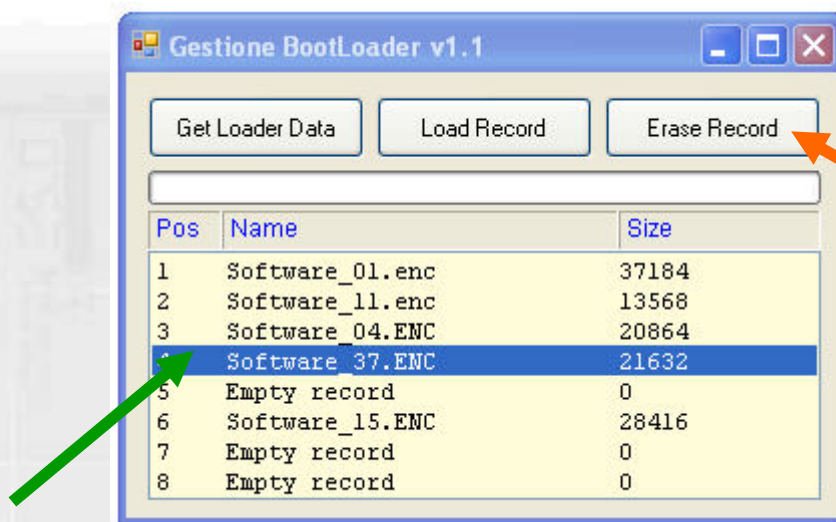 Gestione BootLoader v1.1
Get Loader Data Load Record Erase Record
Pos Name Size
1 Software_01.enc 37184
2 Software_11.enc 13568
3 Software_04.ENC 20864
Software_37.ENC 21632
5 Empty record 0
6 Software_15.ENC 28416
7 Empty record 0
8 Empty record 0